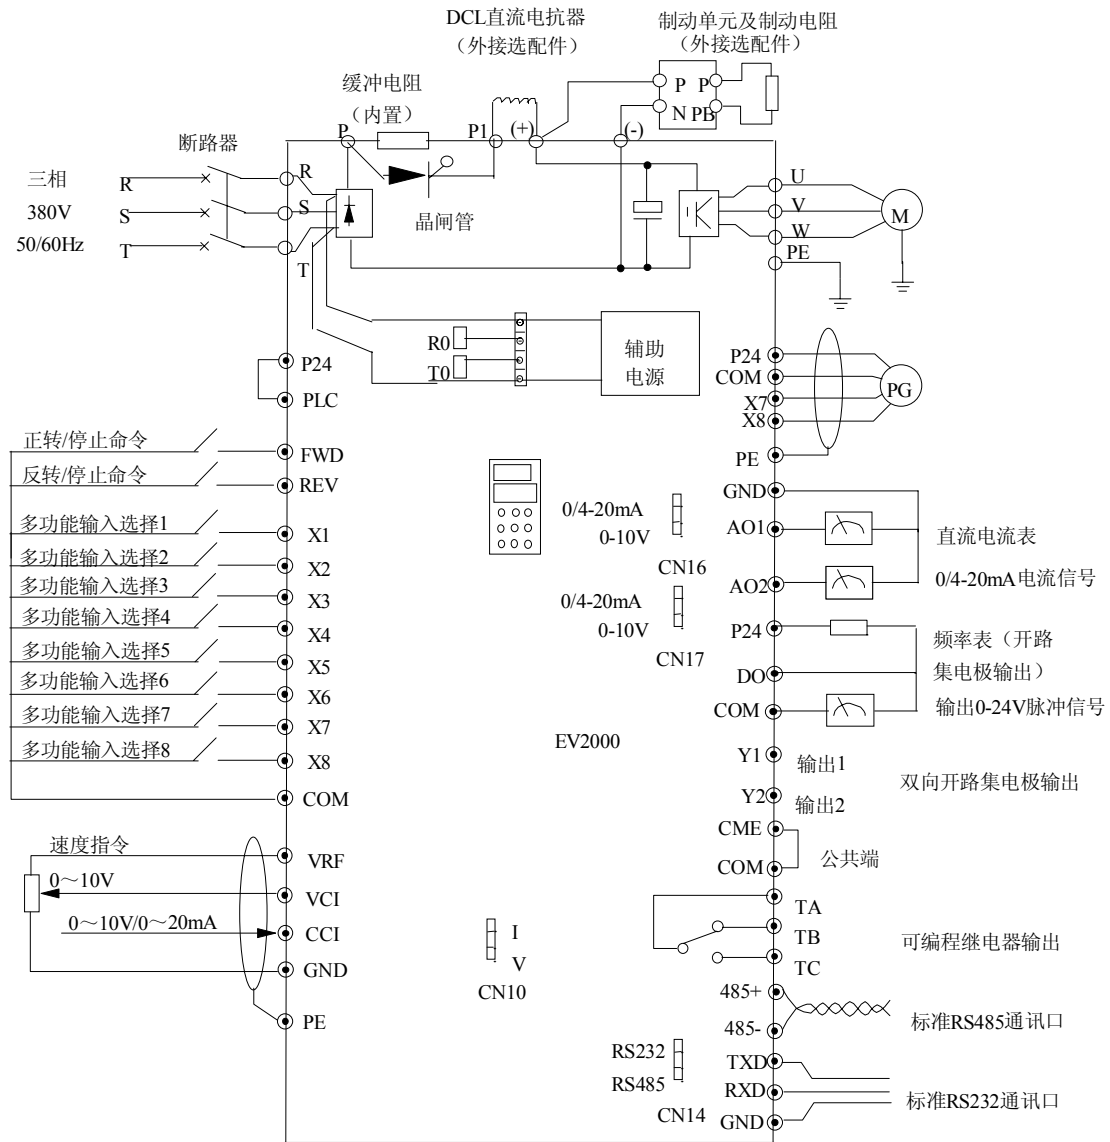 DCL直流电抗器
（外接选配件）
制动单元及制动电阻
（外接选配件）
缓冲电阻
（内置）
P P
N PB
P
P1
(+)
(-)
断路器
三相
380V
50/60Hz
R
S
T
R
S
T
晶闸管
U
V
W
PE
M
R0
T0
辅助
电源
P24
PLC
P24
COM
X7
X8
PE
PG
正转/停止命令
FWD
反转/停止命令
REV
多功能输入选择1
X1
多功能输入选择2
X2
多功能输入选择3
X3
多功能输入选择4
X4
多功能输入选择5
X5
多功能输入选择6
X6
多功能输入选择7
X7
多功能输入选择8
X8
COM
0/4-20mA
0-10V
CN16
0/4-20mA
0-10V
CN17
GND
AO1
AO2
直流电流表
0/4-20mA电流信号
P24
DO
COM
频率表（开路
集电极输出）
输出0-24V脉冲信号
EV2000
Y1
输出1
Y2
输出2
双向开路集电极输出
CME
COM
公共端
速度指令
VRF
0～10V
VCI
0～10V/0～20mA
CCI
GND
PE
I
V
CN10
TA
TB
TC
可编程继电器输出
485+
485-
标准RS485通讯口
RS232
RS485
CN14
TXD
RXD
GND
标准RS232通讯口